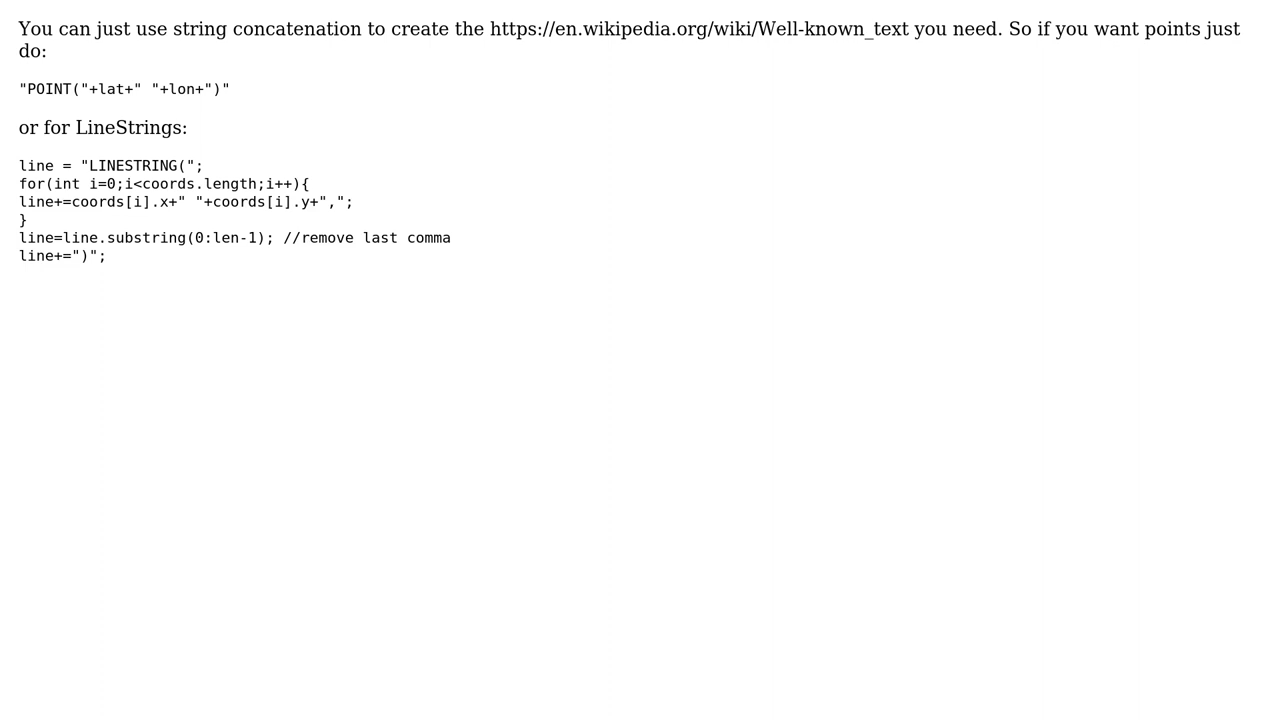 You can just use string concatenation to create the https://en.wikipedia.org/wiki/Well-known_text you need. So if you want points just
do:
"POINT("+lat+" "+lon+")"
or for LineStrings:
line = "LINESTRING(";
for(int i=0;i<coords.length;i++){
line+=coords[i].x+" "+coords[i].y+",";
}
line=line.substring(0:len-1); //remove last comma
line+=")";